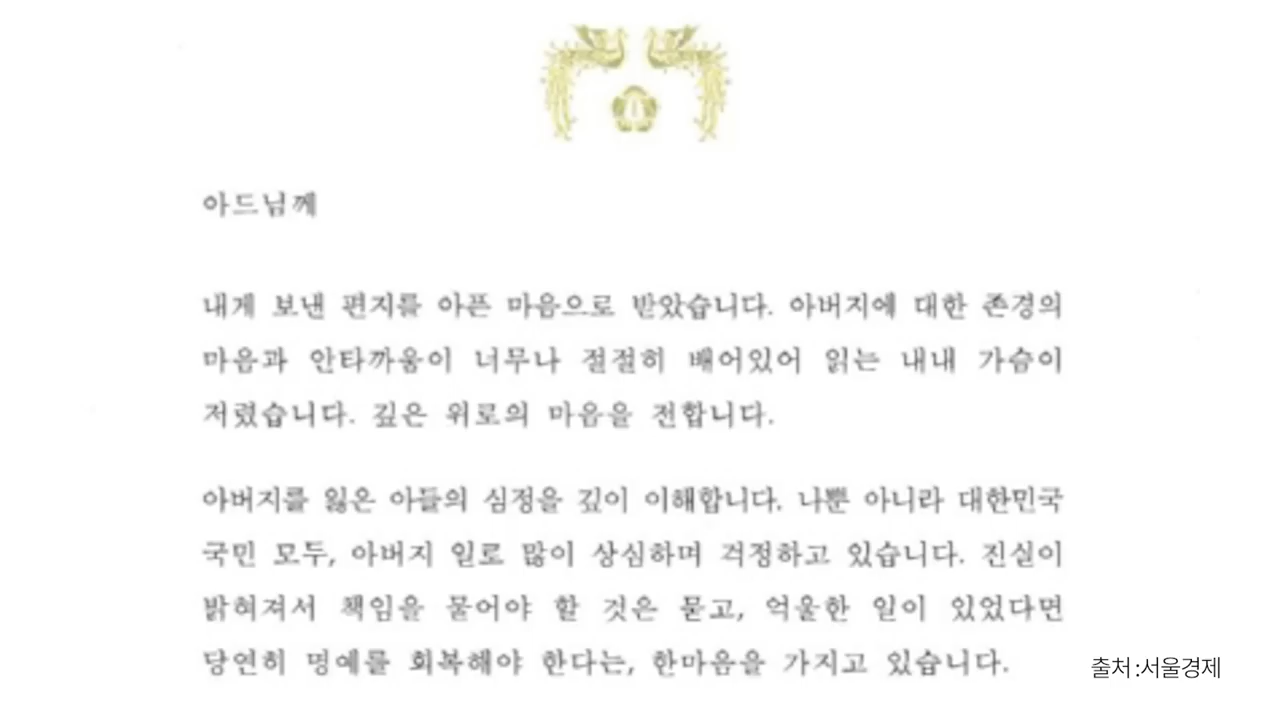 아드님께
내게 보낸 편지를 아픈 마음으로 받았습니다. 아버지에 대한 존경의
마음과 안타까움이 너무나 절절히 배어있어 읽는 내내 가슴이
저렸습니다. 깊은 위로의 마음을 전합니다.
아버지를 잃은 아들의 심정을 깊이 이해합니다. 나뿐 아니라 대한민국
국민 모두, 아버지 일로 많이 상심하며 걱정하고 있습니다. 진실이
밝혀져서 책임을 물어야 할 것은 묻고, 억울한 일이 있었다면
당연히 명예를 회복해야 한다는, 한마음을 가지고 있습니다.
출처:서울경제